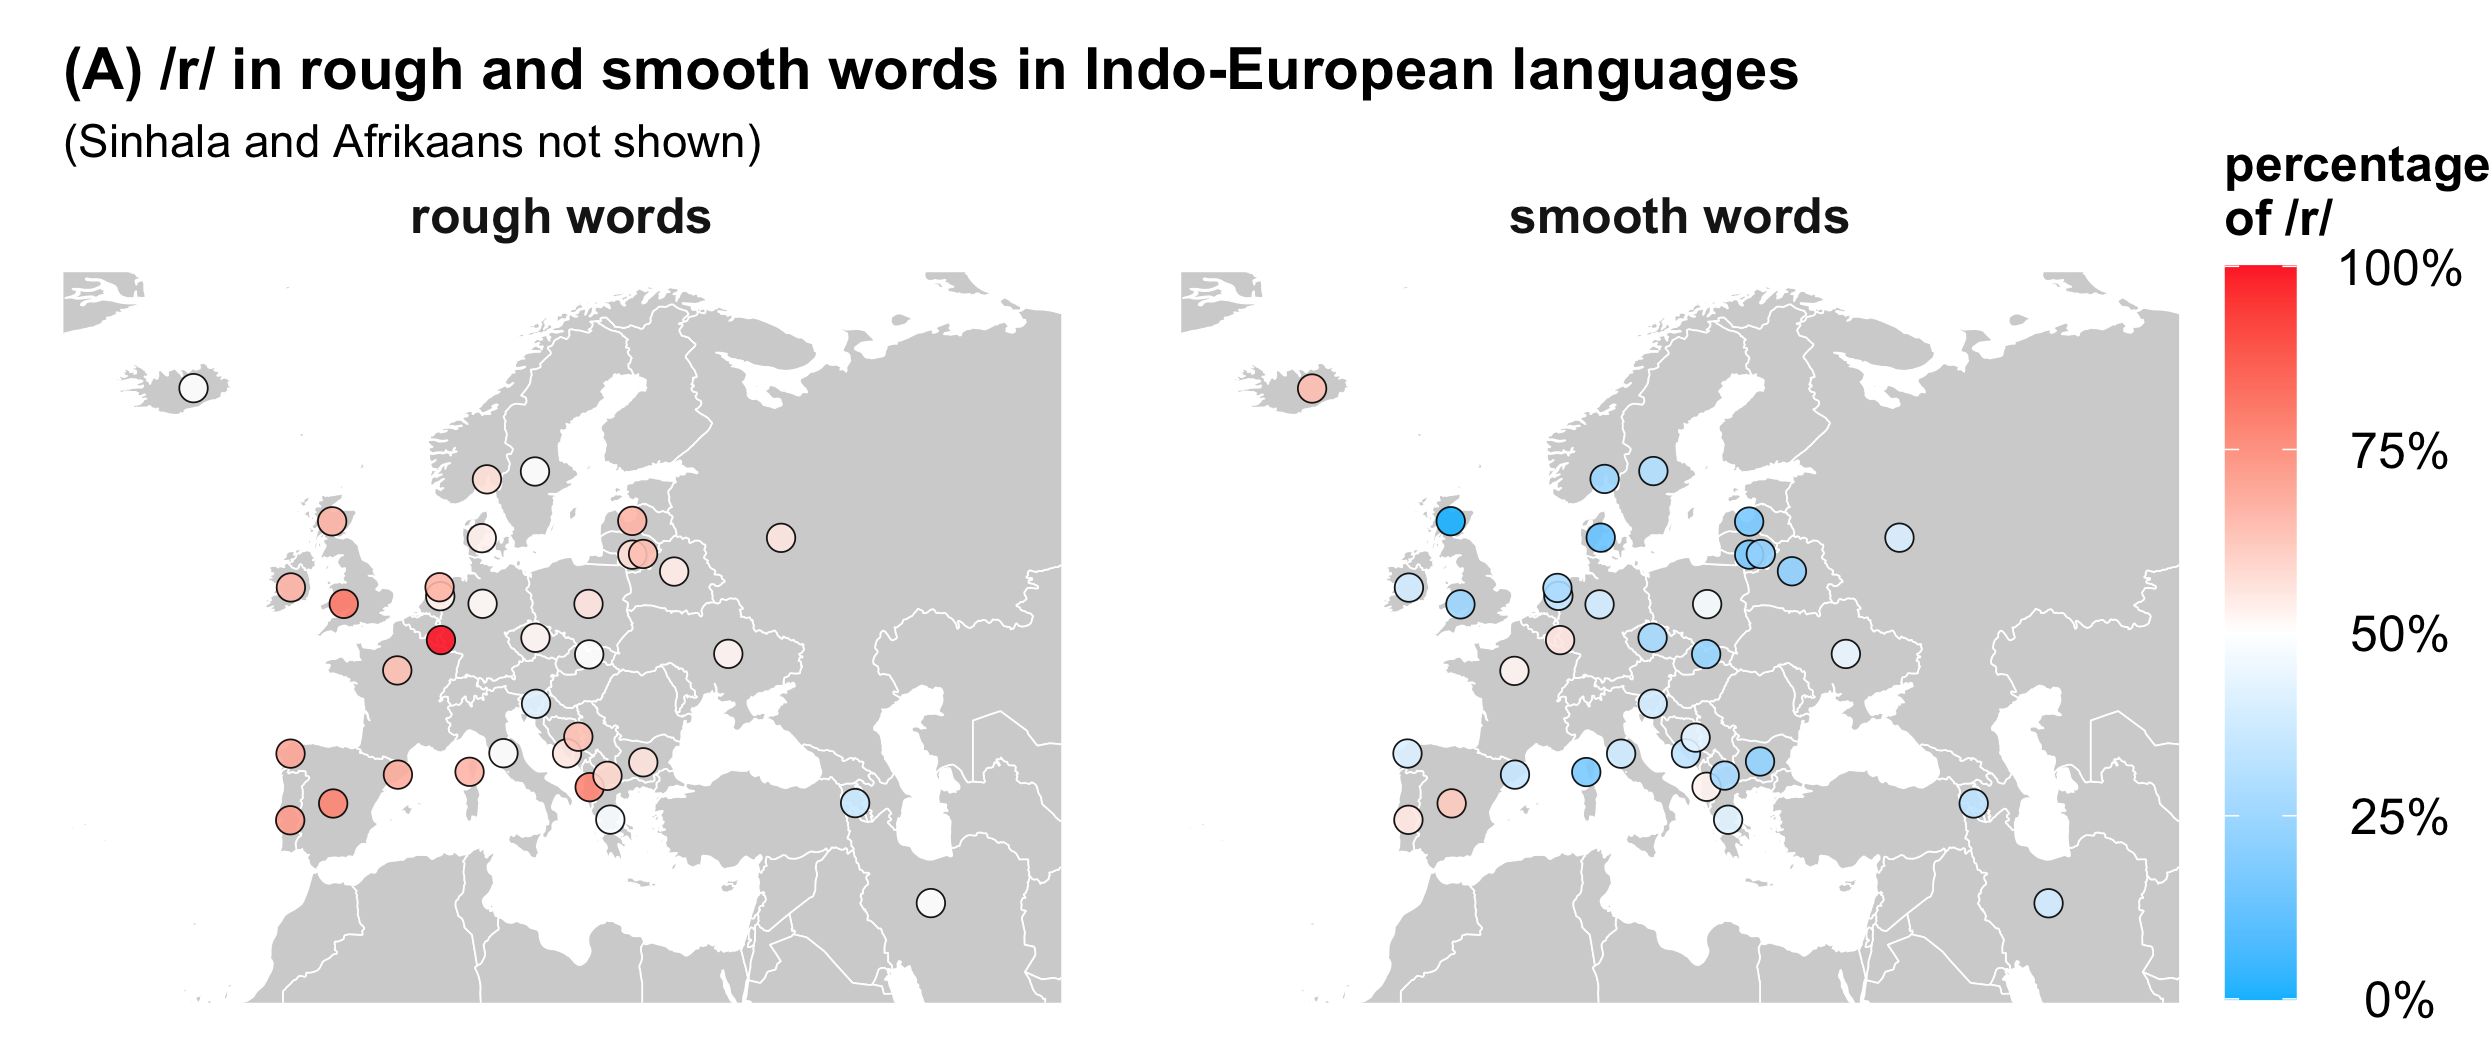 (A) /r/ in rough and smooth words in Indo-European languages
(Sinhala and Afrikaans not shown)
rough words
smooth words
percentage
of /r/
100%
75%
50%
25%
0%